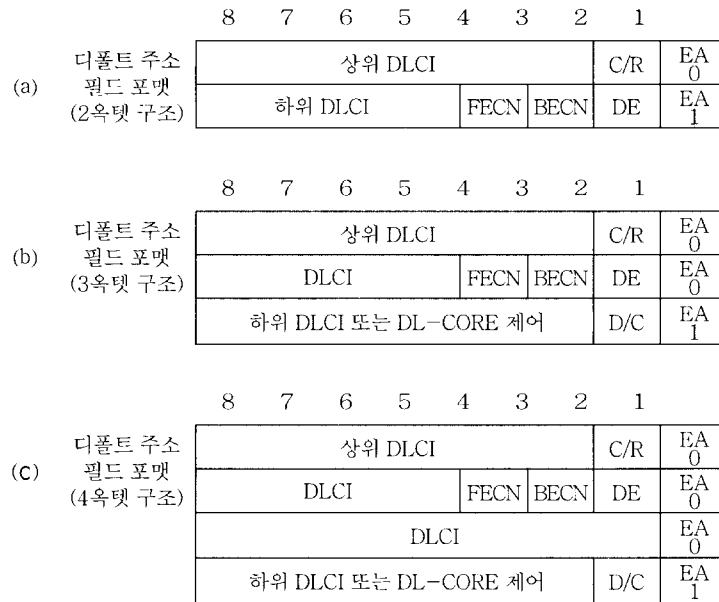 8 7 6 5 4 3 2 1
(a)
디폴트 주소
필드 포맷
(2옥텟 구조)
상위 DLCI C/R EA 0
하위 DLCI FECN BECN DE EA 1
8 7 6 5 4 3 2 1
(b)
디폴트 주소
필드 포맷
(3옥텟 구조)
상위 DLCI C/R EA 0
DLCI FECN BECN DE EA 0
하위 DLCI 또는 DL-CORE 제어 D/C EA 1
8 7 6 5 4 3 2 1
(c)
디폴트 주소
필드 포맷
(4옥텟 구조)
상위 DLCI C/R EA 0
DLCI FECN BECN DE EA 0
DLCI EA 0
하위 DLCI 또는 DL-CORE 제어 D/C EA 1